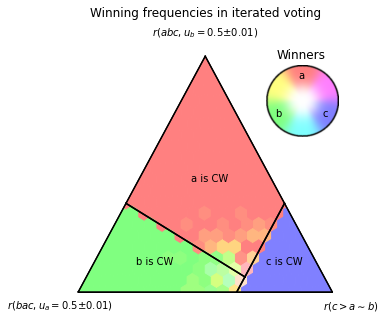 Winning frequencies in iterated voting
r(abc, u_b = 0.5±0.01)
Winners
a
b
c
a is CW
b is CW
c is CW
r(bac, u_a = 0.5±0.01)
r(c > a ∼ b)